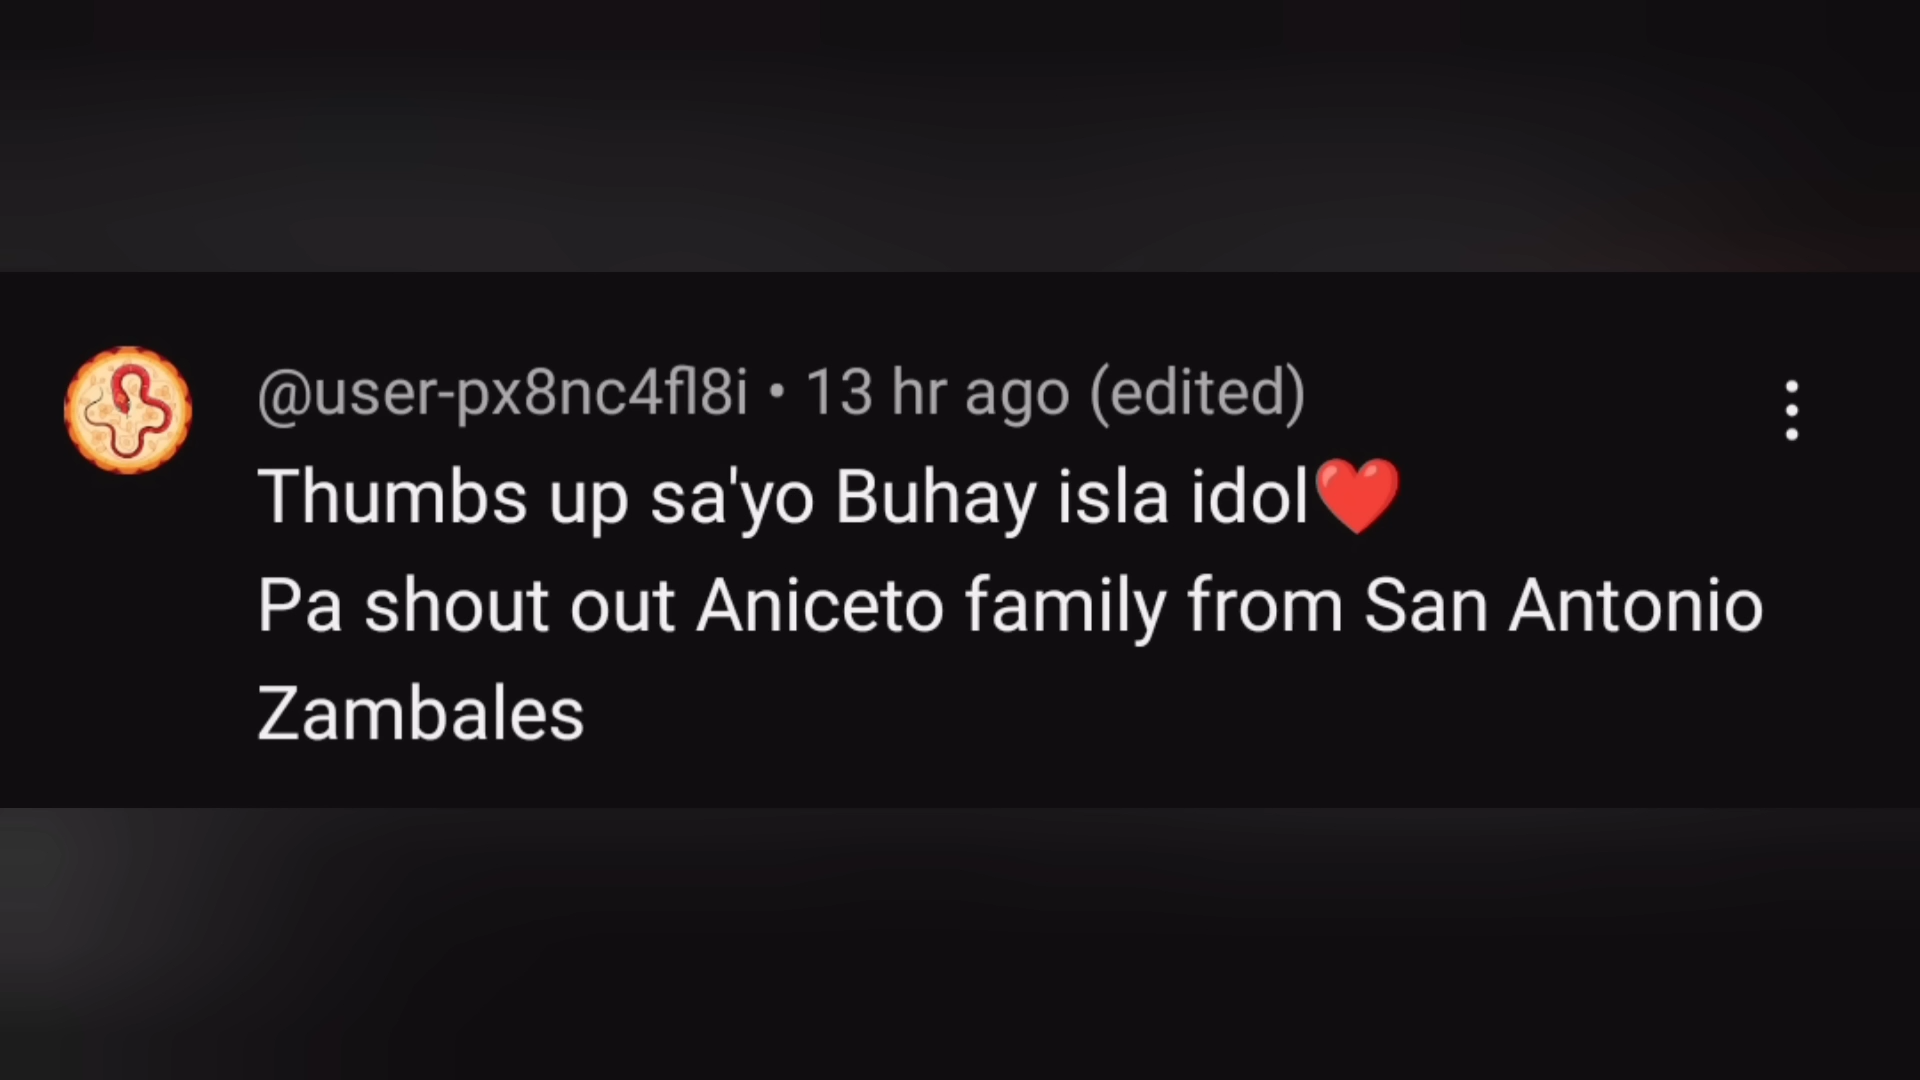 @user-px8nc4fl8i • 13 hr ago (edited)
Thumbs up sa'yo Buhay isla idol❤️
Pa shout out Aniceto family from San Antonio
Zambales